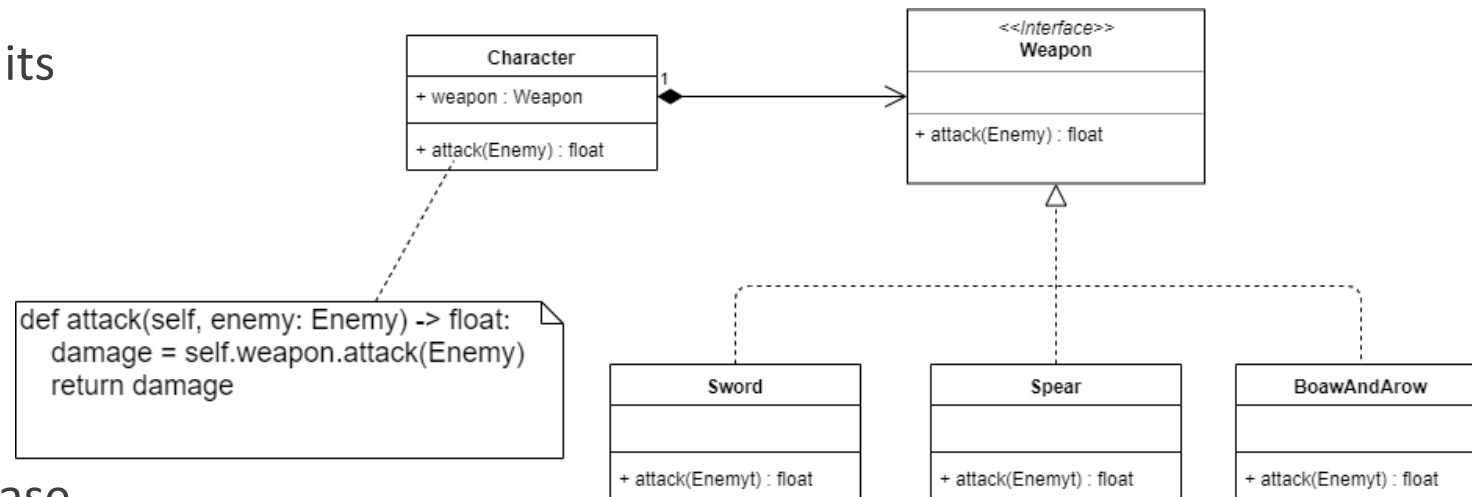 its
Character
+ weapon : Weapon
+ attack(Enemy) : float
1
<<Interface>>
Weapon
+ attack(Enemy) : float
def attack(self, enemy: Enemy) -> float:
damage = self.weapon.attack(Enemy)
return damage
Sword
+ attack(Enemyt) : float
Spear
+ attack(Enemyt) : float
BoawAndArow
+ attack(Enemyt) : float